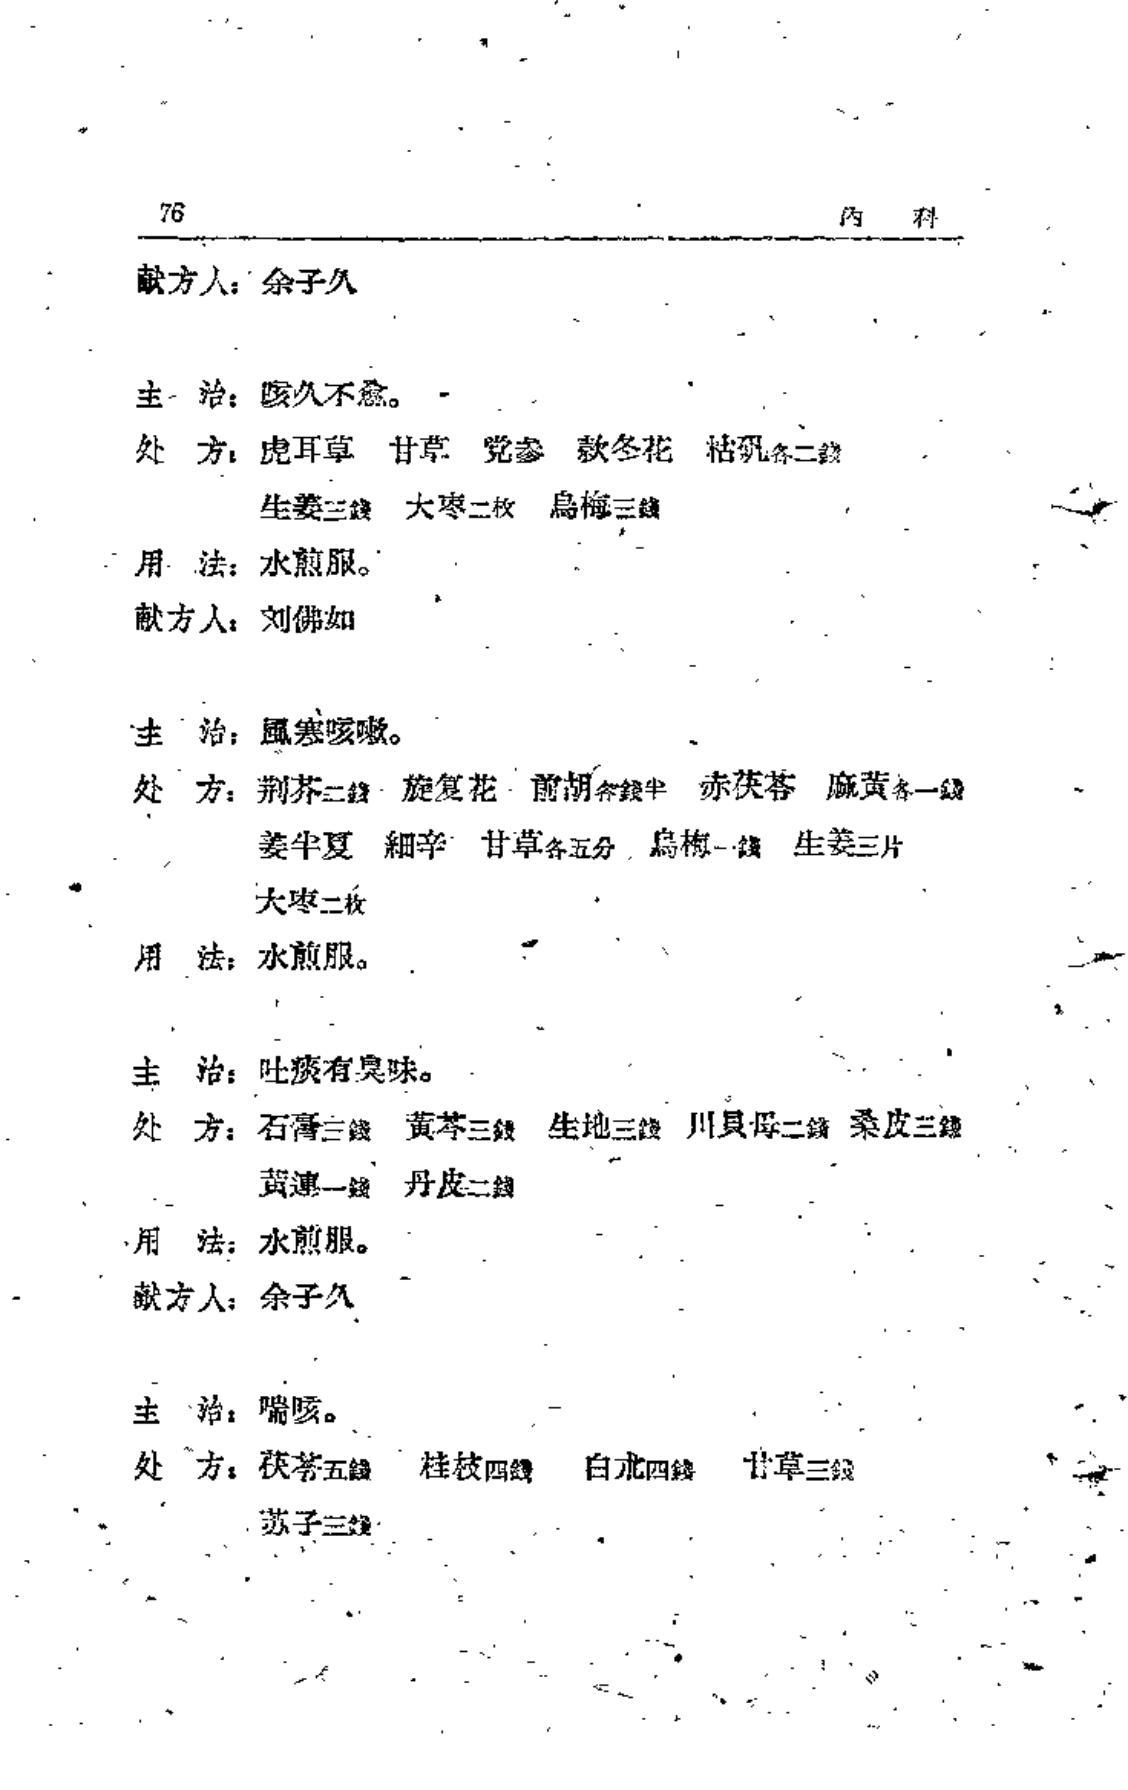 76 內 科
献方人：余子久
主 治：咳久不愈。
处 方：虎耳草 甘草 党参 款冬花 枯矾各二錢
生姜三錢 大枣二枚 烏梅三錢
用 法：水煎服。
献方人：刘佛如
主 治：風寒咳嗽。
处 方：荆芥二錢 旋复花 前胡各錢半 赤茯苓 麻黄各一錢
姜半夏 細辛 甘草各五分 烏梅一錢 生姜三片
大枣二枚
用 法：水煎服。
主 治：吐痰有臭味。
处 方：石膏三錢 黄芩三錢 生地三錢 川貝母二錢 桑皮三錢
黄連一錢 丹皮二錢
用 法：水煎服。
献方人：余子久
主 治：喘咳。
处 方：茯苓五錢 桂枝四錢 白朮四錢 甘草三錢
苏子三錢